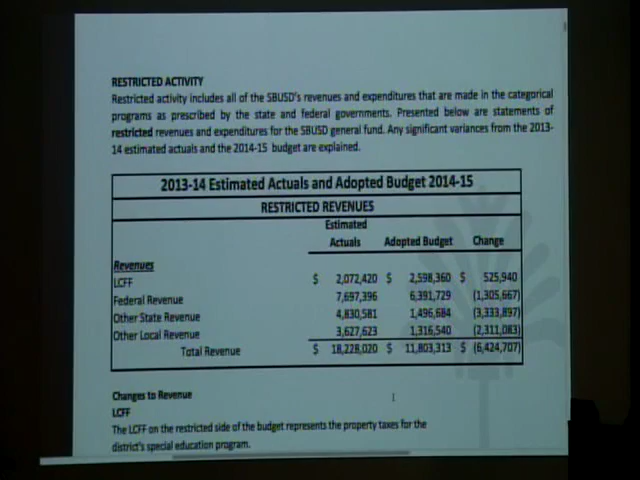 RESTRICTED ACTIVITY
Restricted activity includes all of the SBUSD's revenues and expenditures that are made in the categorical
programs as prescribed by the state and federal governments. Presented below are statements of
restricted revenues and expenditures for the SBUSD general fund. Any significant variances from the 2013-
14 estimated actuals and the 2014-15 budget are explained.
2013-14 Estimated Actuals and Adopted Budget 2014-15
RESTRICTED REVENUES
Estimated
Actuals Adopted Budget Change
Revenues
LCFF $ 2,072,420 $ 2,598,360 $ 525,940
Federal Revenue 7,697,396 6,391,729 (1,305,667)
Other State Revenue 4,830,581 1,496,684 (3,333,897)
Other Local Revenue 3,627,623 1,316,540 (2,311,083)
Total Revenue $ 18,228,020 $ 11,803,313 $ (6,424,707)
Changes to Revenue
LCFF
The LCFF on the restricted side of the budget represents the property taxes for the
district's special education program.